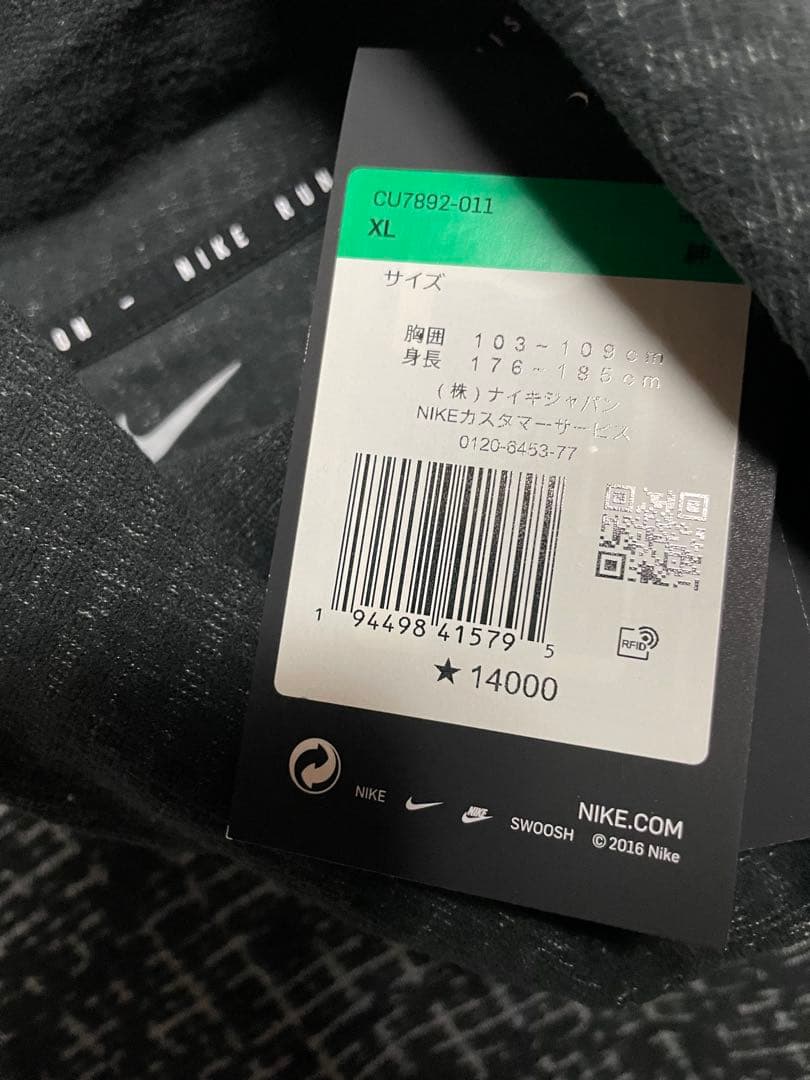 ON - NIKE RUN
CU7892-011
XL
サイズ
胸囲 103~109cm
身長 176~185cm
(株)ナイキジャパン
NIKEカスタマーサービス
0120-6453-77
1 94498 41579 5
RFID
★14000
NIKE
NIKE
SWOOSH
NIKE.COM
© 2016 Nike